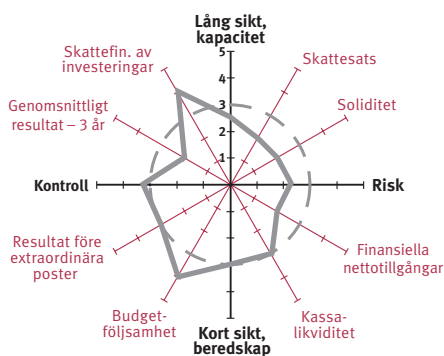 Lång sikt,
kapacitet
Skattefin. av
investeringar
Skattesats
Genomsnittligt
resultat – 3 år
Soliditet
5
4
3
2
1
Kontroll
Risk
Resultat före
extraordinära
poster
Finansiella
nettotillgångar
Budget-
följsamhet
Kassa-
likviditet
Kort sikt,
beredskap